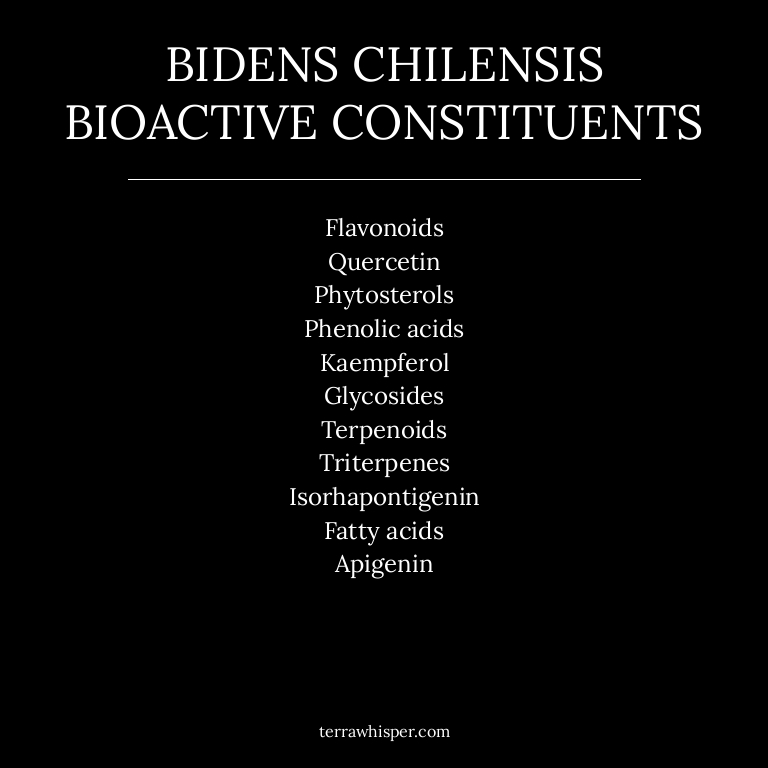 BIDENS CHILENSIS
BIOACTIVE CONSTITUENTS
Flavonoids
Quercetin
Phytosterols
Phenolic acids
Kaempferol
Glycosides
Terpenoids
Triterpenes
Isorhapontigenin
Fatty acids
Apigenin
terrawhisper.com